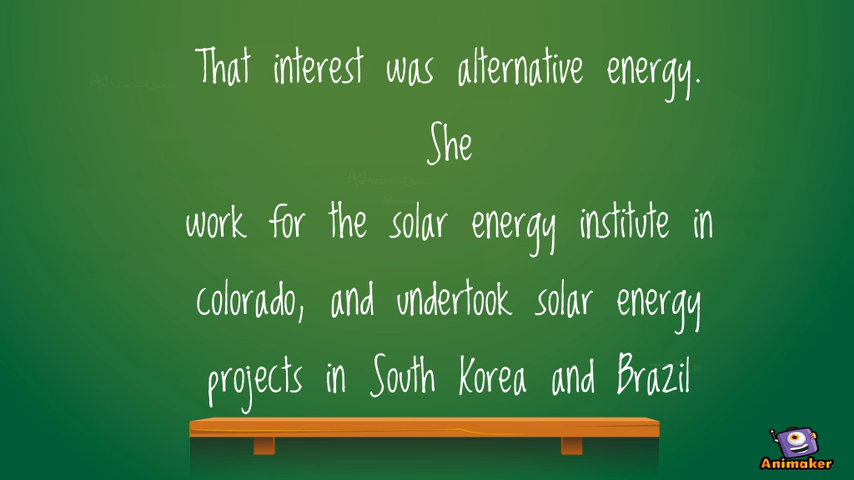 That interest was alternative energy.
She
work for the solar energy institute in
colorado, and undertook solar energy
projects in South Korea and Brazil
Animaker